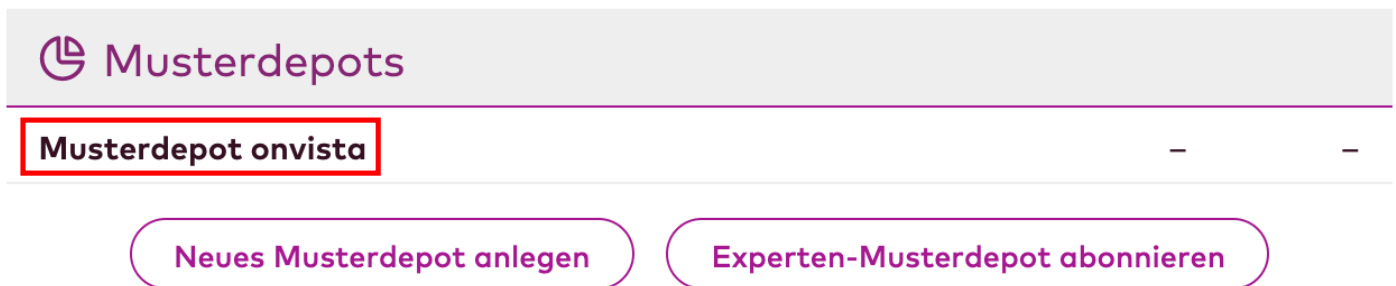 Musterdepots
Musterdepot onvista – –
Neues Musterdepot anlegen Experten-Musterdepot abonnieren